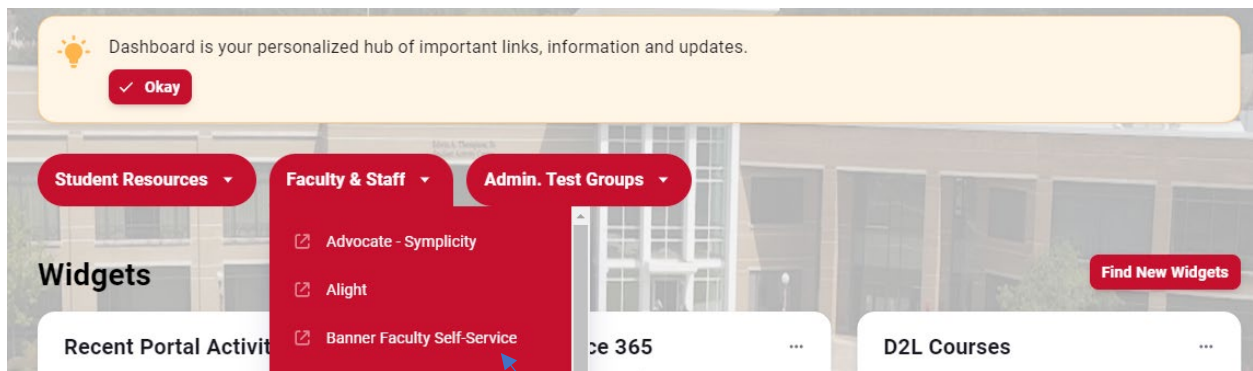 Dashboard is your personalized hub of important links, information and updates.
Okay
Student Resources
Faculty & Staff
Admin. Test Groups
Advocate - Symplicity
Widgets
Alight
Find New Widgets
Banner Faculty Self-Service
Recent Portal Activit
ce 365
D2L Courses